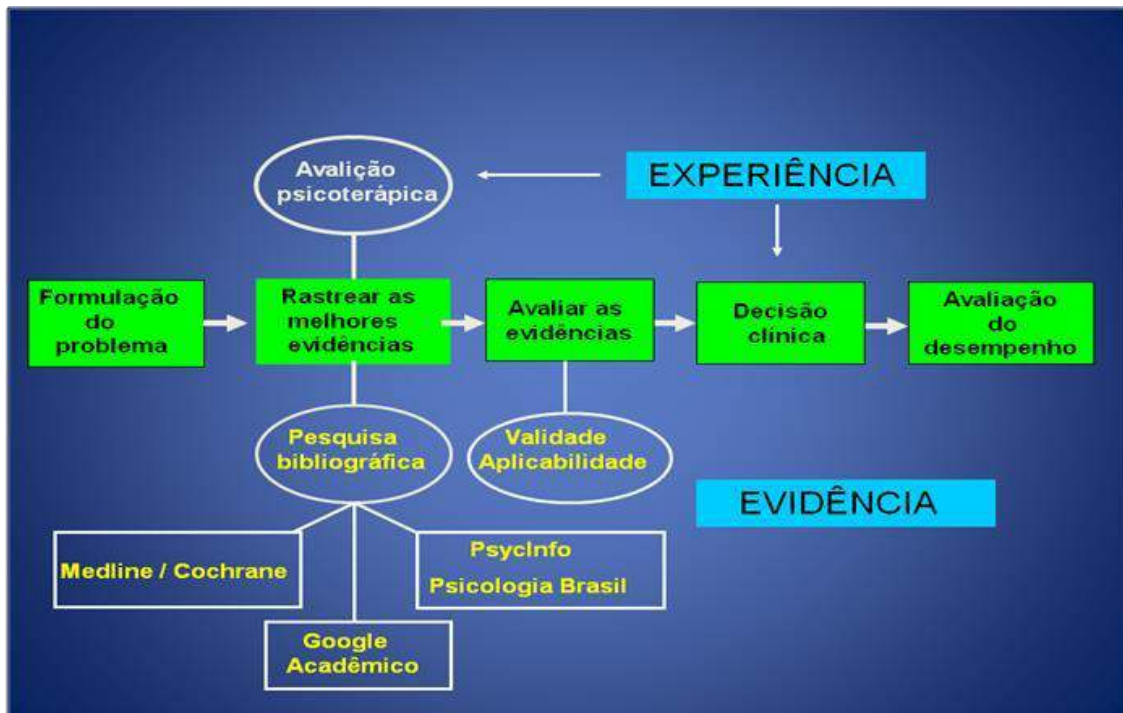 Avalição
psicoterápica
EXPERIÊNCIA
Formulação
do
problema
Rastrear as
melhores
evidências
Avaliar as
evidências
Decisão
clínica
Avaliação
do
desempenho
Pesquisa
bibliográfica
Validade
Aplicabilidade
EVIDÊNCIA
Medline / Cochrane
PsycInfo
Psicologia Brasil
Google
Acadêmico